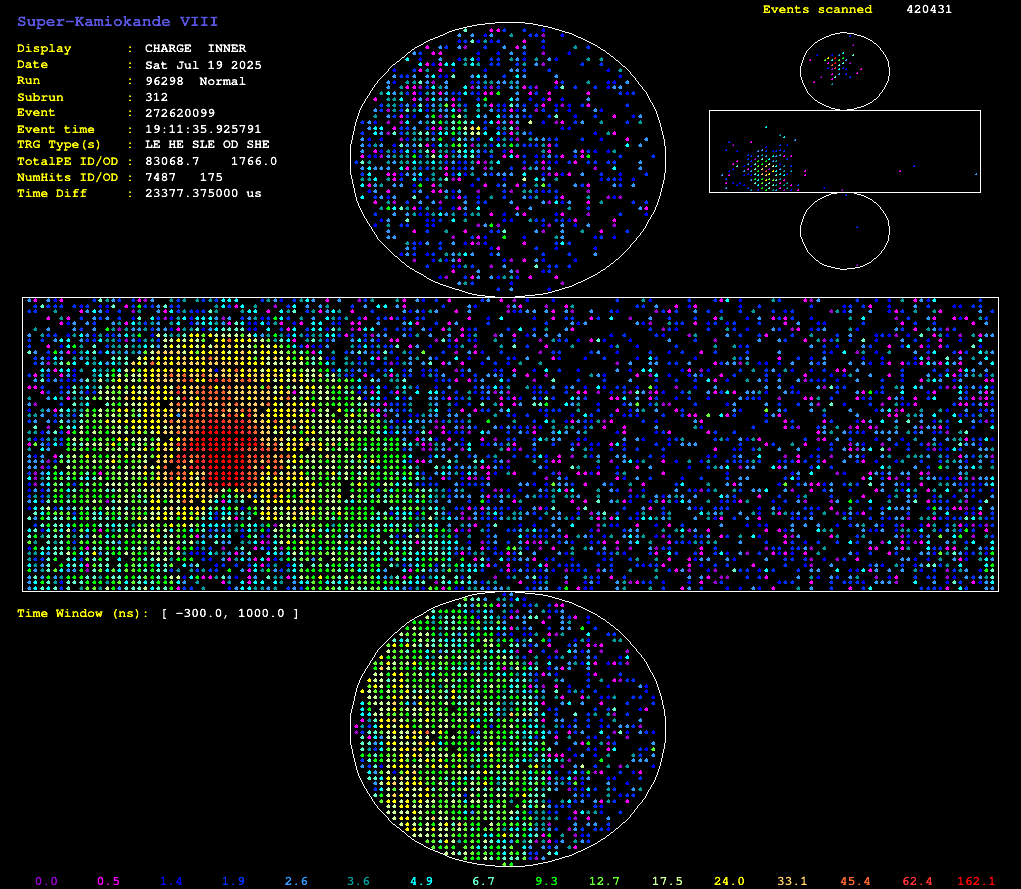 Super-Kamiokande VIII
Events scanned 420431
Display : CHARGE INNER
Date : Sat Jul 19 2025
Run : 96298 Normal
Subrun : 312
Event : 272620099
Event time : 19:11:35.925791
TRG Type(s) : LE HE SLE OD SHE
TotalPE ID/OD : 83068.7 1766.0
NumHits ID/OD : 7487 175
Time Diff : 23377.375000 us
Time Window (ns): [ -300.0, 1000.0 ]
0.0 0.5 1.4 1.9 2.6 3.6 4.9 6.7 9.3 12.7 17.5 24.0 33.1 45.4 62.4 162.1